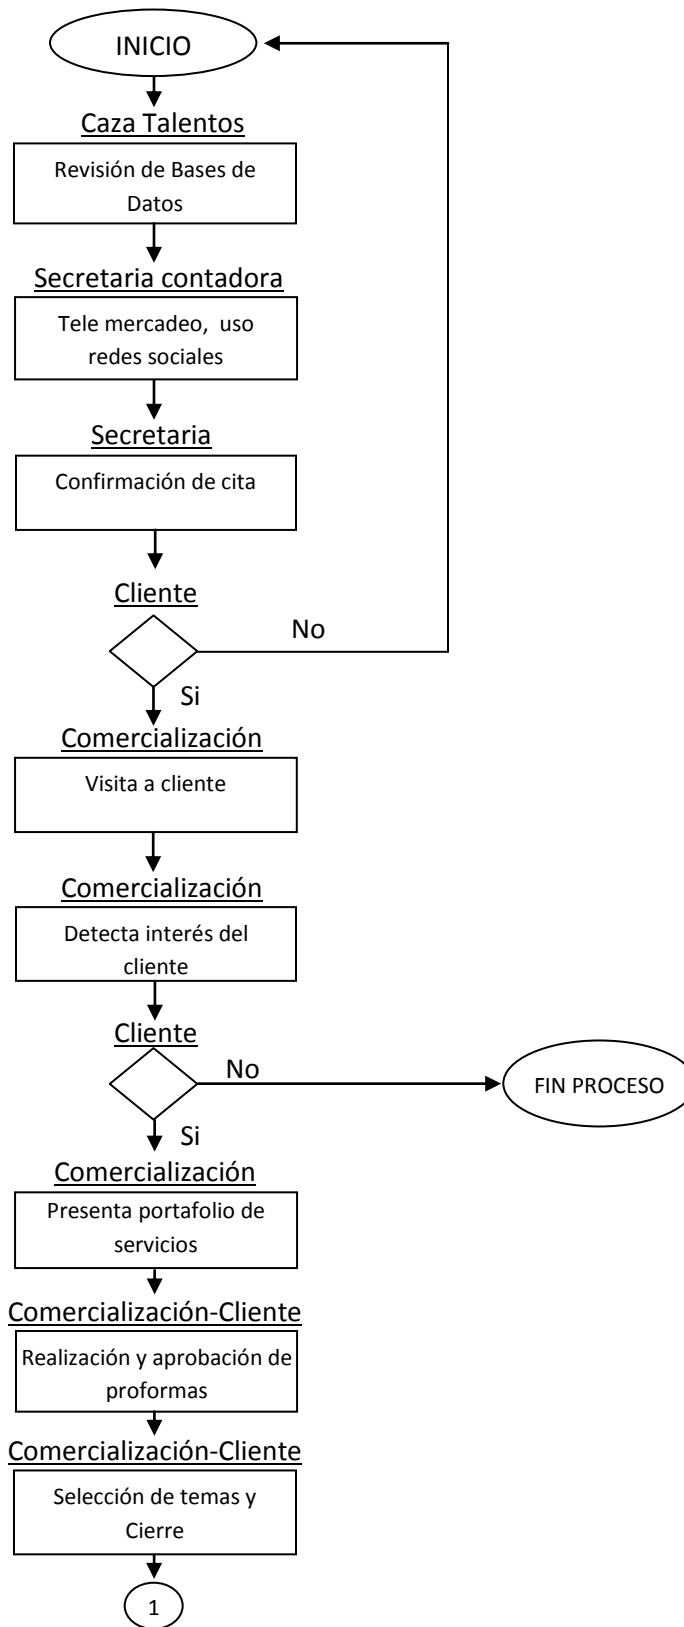 INICIO
Caza Talentos
Revisión de Bases de
Datos
Secretaria contadora
Tele mercadeo, uso
redes sociales
Secretaria
Confirmación de cita
Cliente
No
Si
Comercialización
Visita a cliente
Comercialización
Detecta interés del
cliente
Cliente
No
FIN PROCESO
Si
Comercialización
Presenta portafolio de
servicios
Comercialización-Cliente
Realización y aprobación de
proformas
Comercialización-Cliente
Selección de temas y
Cierre
1